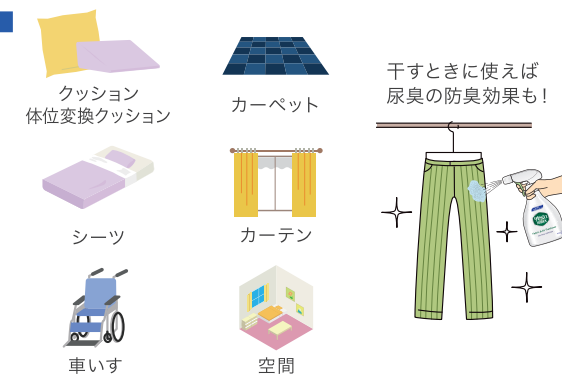 クッション
体位変換クッション
カーペット
シーツ
カーテン
車いす
空間
干すときに使えば
尿臭の防臭効果も!